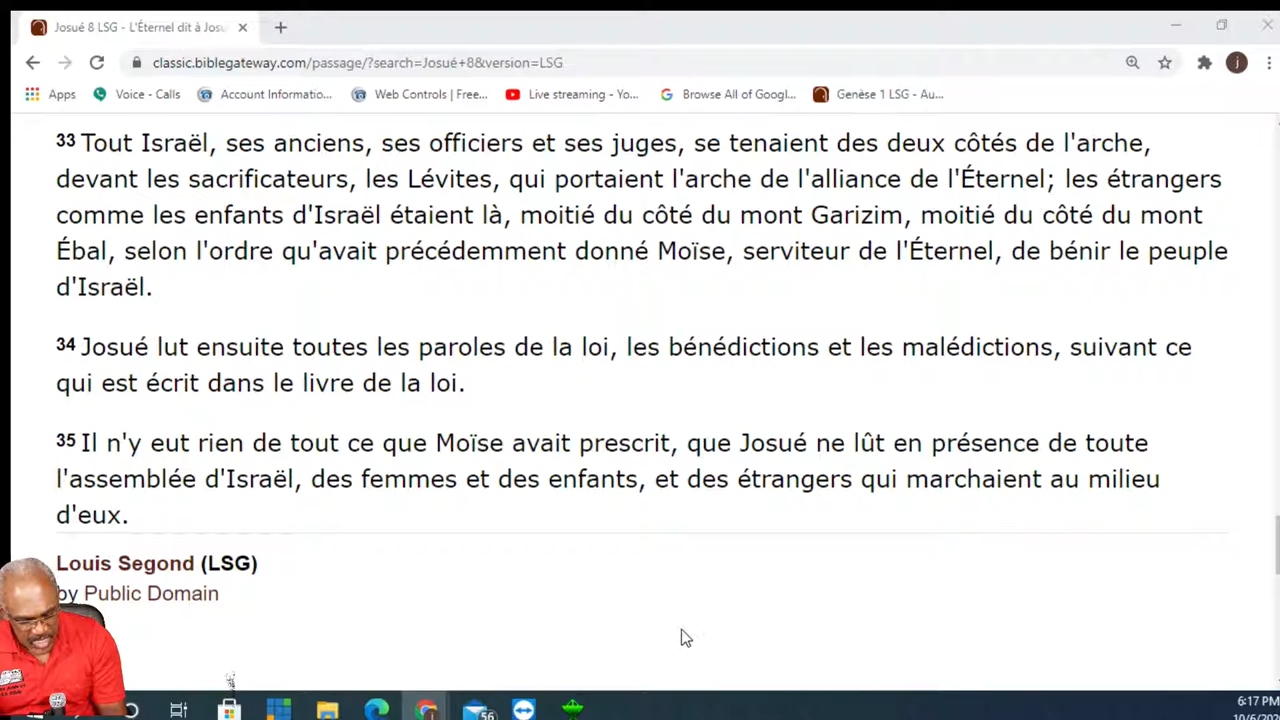 Josué 8 LSG - L'Éternel dit à Josu
classic.biblegateway.com/passage/?search=Josué+8&version=LSG
j
Apps
Voice - Calls
Account Informatio...
Web Controls | Free...
Live streaming - Yo...
Browse All of Googl...
Genèse 1 LSG - Au...
33 Tout Israël, ses anciens, ses officiers et ses juges, se tenaient des deux côtés de l'arche,
devant les sacrificateurs, les Lévites, qui portaient l'arche de l'alliance de l'Éternel; les étrangers
comme les enfants d'Israël étaient là, moitié du côté du mont Garizim, moitié du côté du mont
Ébal, selon l'ordre qu'avait précédemment donné Moïse, serviteur de l'Éternel, de bénir le peuple
d'Israël.
34 Josué lut ensuite toutes les paroles de la loi, les bénédictions et les malédictions, suivant ce
qui est écrit dans le livre de la loi.
35 Il n'y eut rien de tout ce que Moïse avait prescrit, que Josué ne lût en présence de toute
l'assemblée d'Israël, des femmes et des enfants, et des étrangers qui marchaient au milieu
d'eux.
Louis Segond (LSG)
by Public Domain
56
6:17 PM